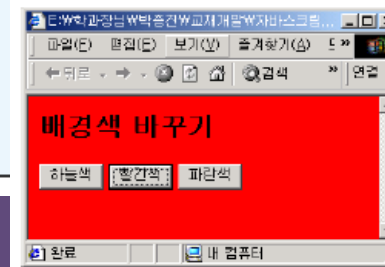 E:\학과장님\박종진\교재개발\자바스크립...
파일(F) 편집(E) 보기(V) 즐겨찾기(A) »
뒤로 검색 » 연결
배경색 바꾸기
하늘색 빨간색 파란색
완료 내 컴퓨터